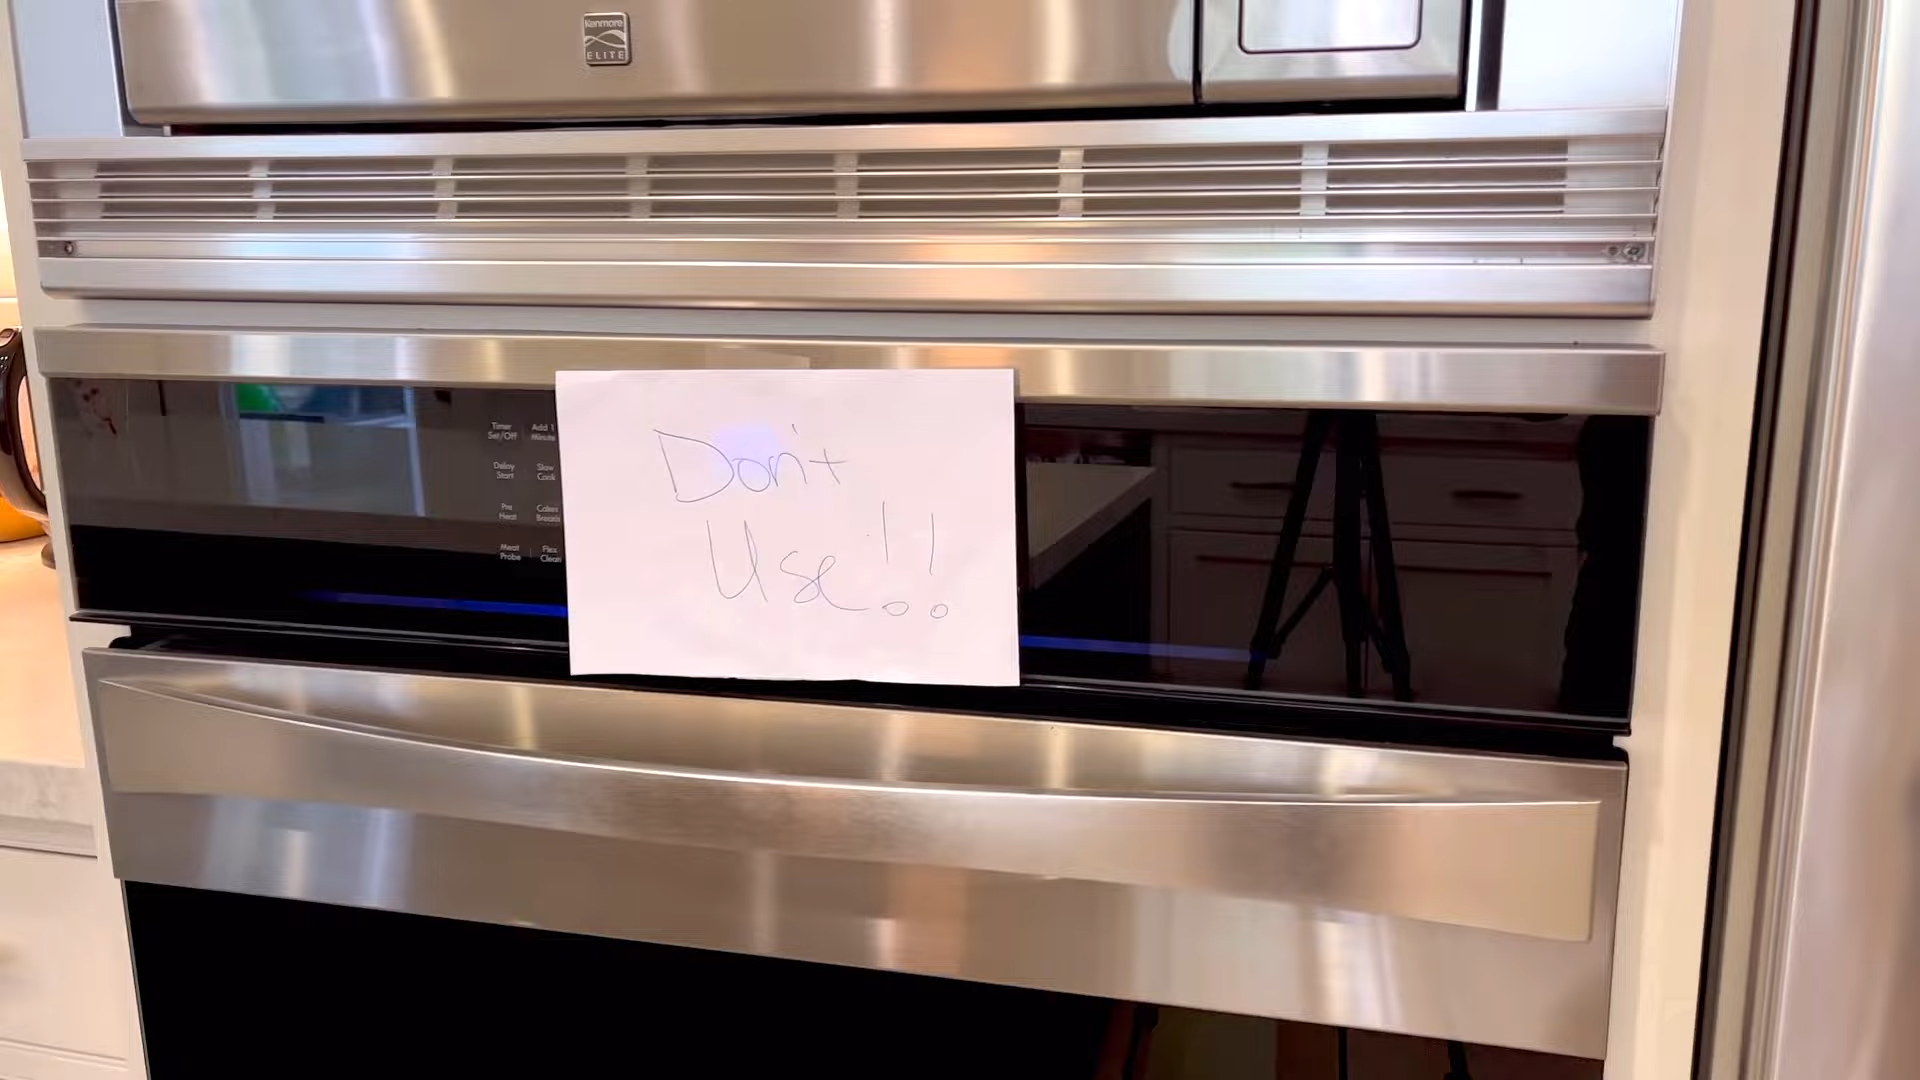 Kenmore
ELITE
Timer
Set/Off
Add 1
Minute
Delay
Start
Slow
Cook
Pre
Heat
Cakes
Breads
Meat
Probe
Flex
Clean
Don't
Use!!